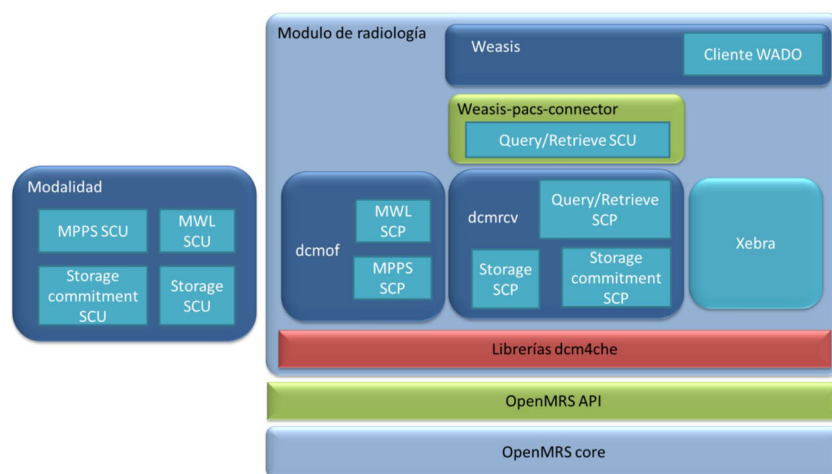 Modulo de radiología
Weasis
Cliente WADO
Weasis-pacs-connector
Query/Retrieve SCU
Modalidad
MPPS SCU
MWL
SCU
Storage
commitment
SCU
Storage
SCU
dcmof
MWL
SCP
MPPS
SCP
dcmrcv
Query/Retrieve
SCP
Storage
SCP
Storage
commitment
SCP
Xebra
Librerías dcm4che
OpenMRS API
OpenMRS core